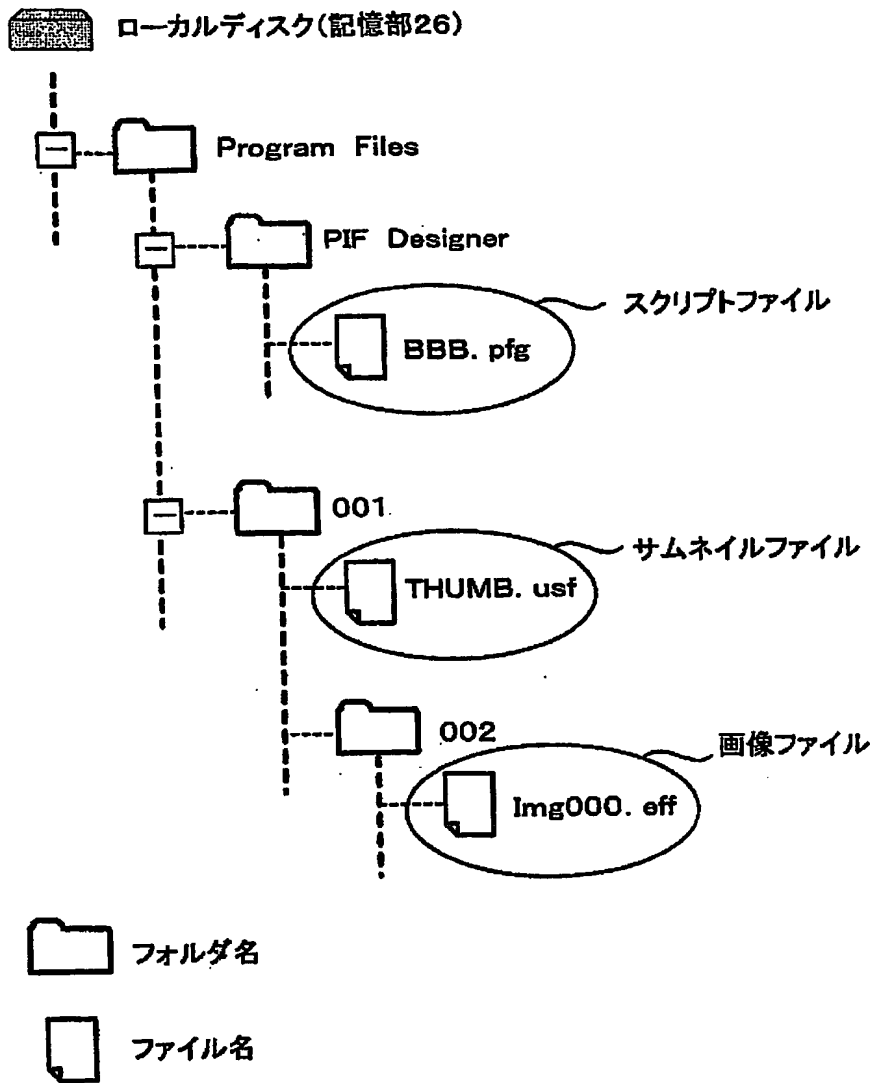 ローカルディスク(記憶部26)
Program Files
PIF Designer
スクリプトファイル
BBB. pfg
001
サムネイルファイル
THUMB. usf
002
画像ファイル
Img000. eff
フォルダ名
ファイル名